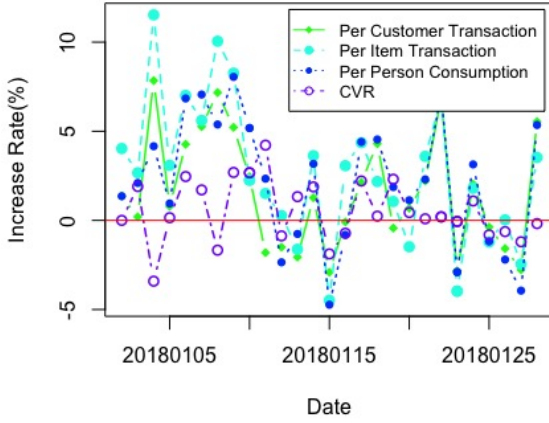 Per Customer Transaction
Per Item Transaction
Per Person Consumption
CVR
10
5
0
-5
Increase Rate(%)
20180105
20180115
20180125
Date